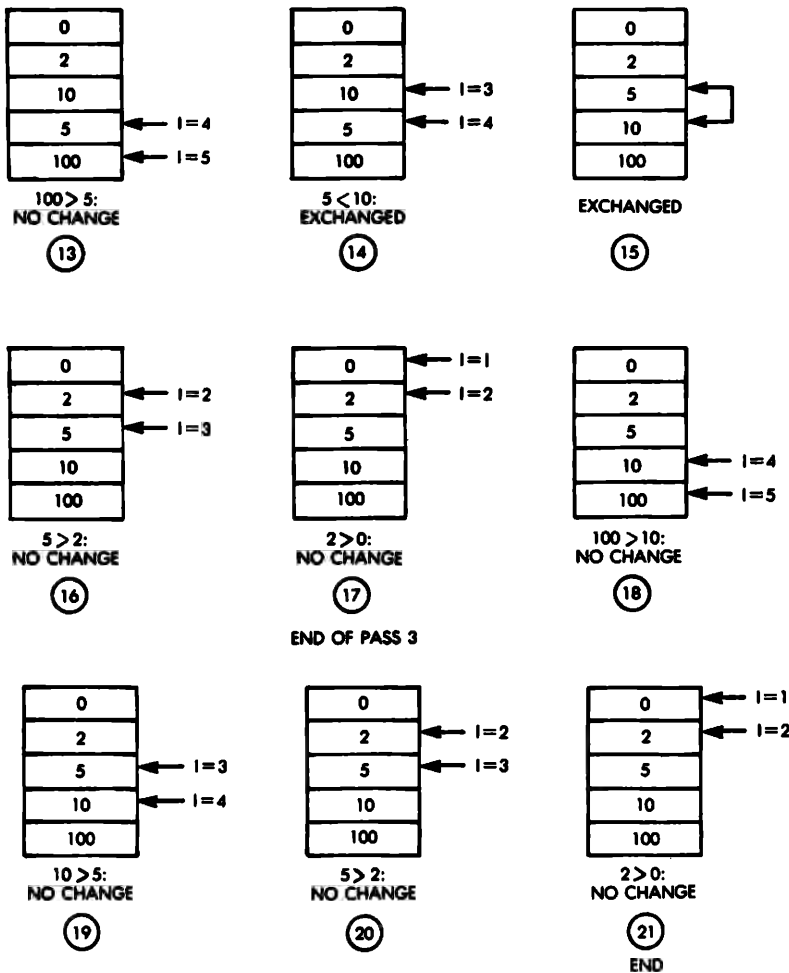 0
2
10
5
100
I=4
I=5
100 > 5:
NO CHANGE
13
0
2
10
5
100
I=3
I=4
5 < 10:
EXCHANGED
14
0
2
5
10
100
EXCHANGED
15
0
2
5
10
100
I=2
I=3
5 > 2:
NO CHANGE
16
0
2
5
10
100
I=1
I=2
2 > 0:
NO CHANGE
17
END OF PASS 3
0
2
5
10
100
I=4
I=5
100 > 10:
NO CHANGE
18
0
2
5
10
100
I=3
I=4
10 > 5:
NO CHANGE
19
0
2
5
10
100
I=2
I=3
5 > 2:
NO CHANGE
20
0
2
5
10
100
I=1
I=2
2 > 0:
NO CHANGE
21
END